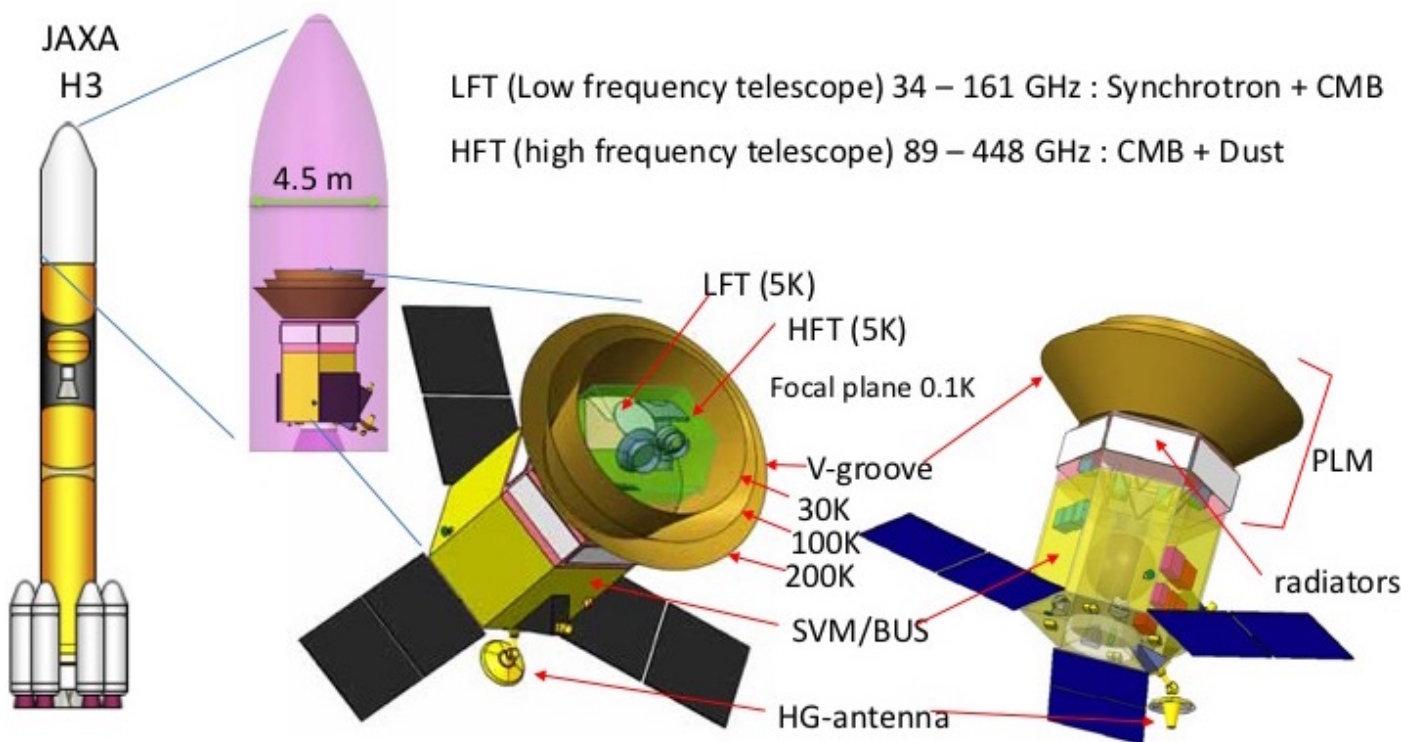 JAXA
H3
LFT (Low frequency telescope) 34 – 161 GHz : Synchrotron + CMB
HFT (high frequency telescope) 89 – 448 GHz : CMB + Dust
4.5 m
LFT (5K)
HFT (5K)
Focal plane 0.1K
V-groove
30K
100K
200K
PLM
radiators
SVM/BUS
HG-antenna